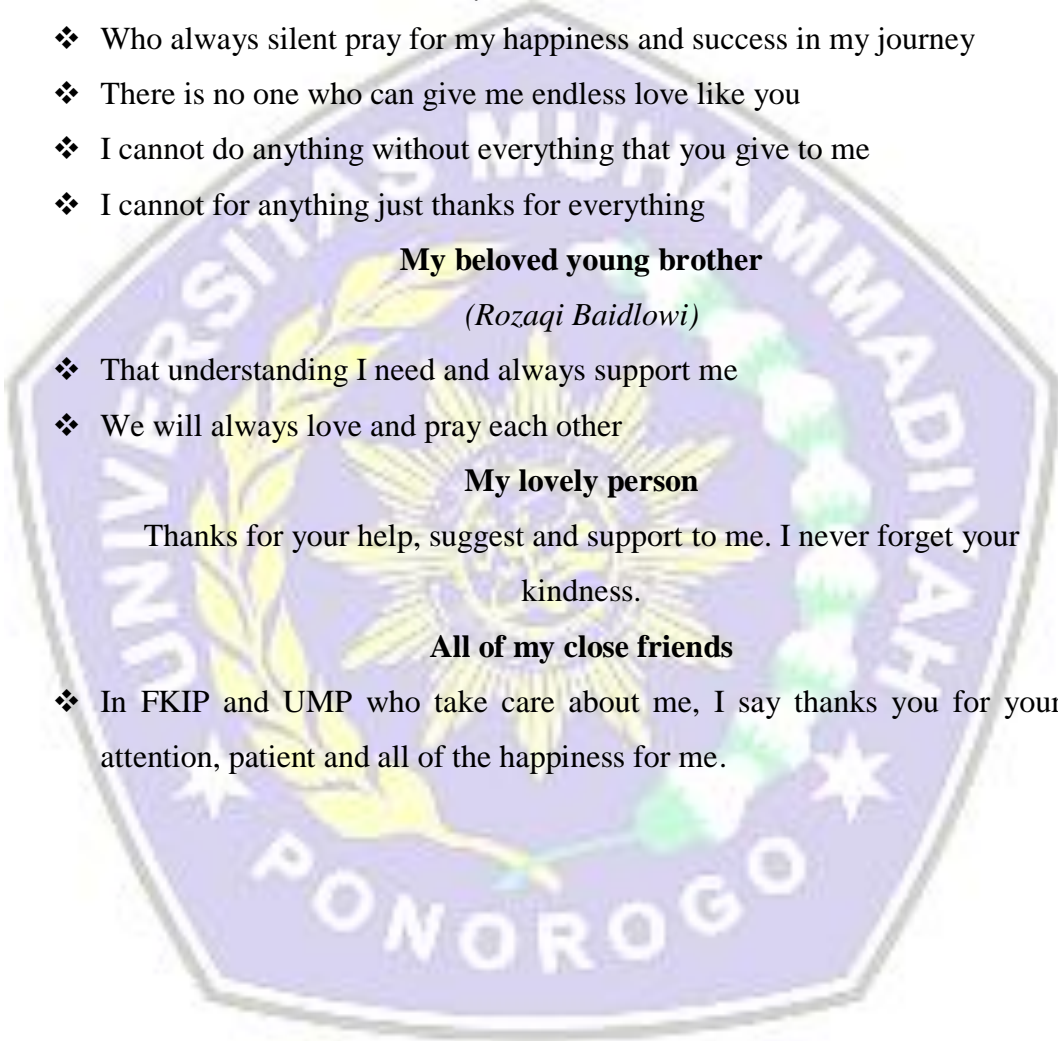 ❖ Who always silent pray for my happiness and success in my journey
❖ There is no one who can give me endless love like you
❖ I cannot do anything without everything that you give to me
❖ I cannot for anything just thanks for everything
My beloved young brother
(Rozaqi Baidlowi)
❖ That understanding I need and always support me
❖ We will always love and pray each other
My lovely person
Thanks for your help, suggest and support to me. I never forget your
kindness.
All of my close friends
❖ In FKIP and UMP who take care about me, I say thanks you for your
attention, patient and all of the happiness for me.
UNIVERSITAS MUHAMMADIYAH
PONOROGO